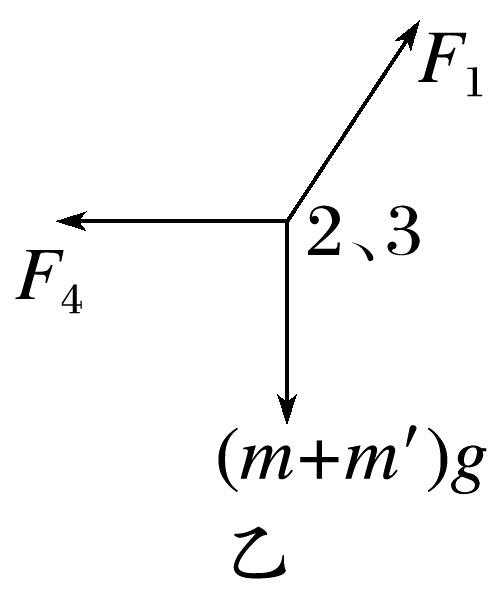 F₁
2、3
F₄
(m+m′)g
乙